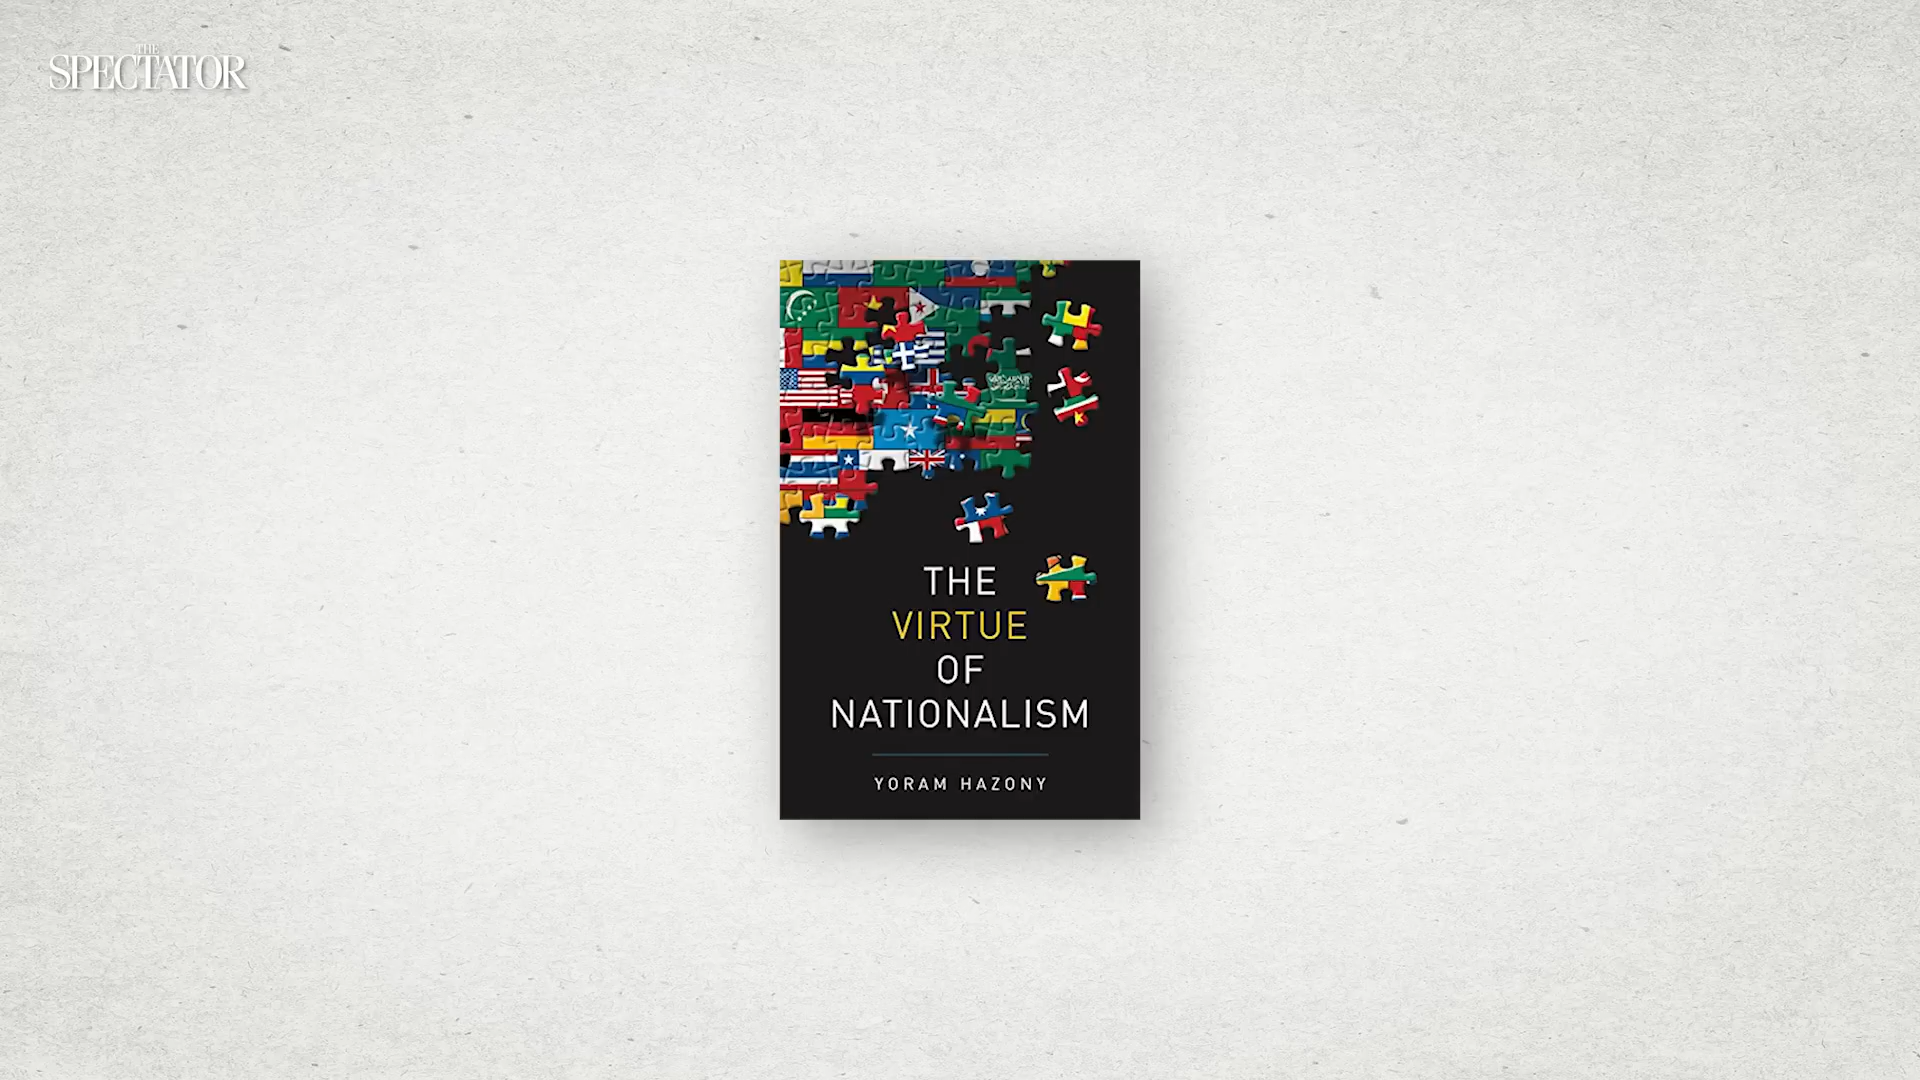 THE
SPECTATOR
THE
VIRTUE
OF
NATIONALISM
YORAM HAZONY